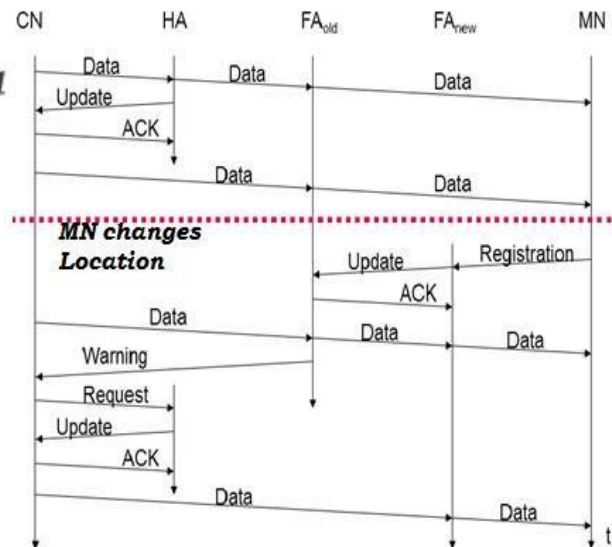 CN HA FAold FAnew MN
Data Data Data
Update
ACK
Data Data
MN changes
Location
Registration
Update
ACK
Data Data Data
Warning
Request
Update
ACK
Data Data
t